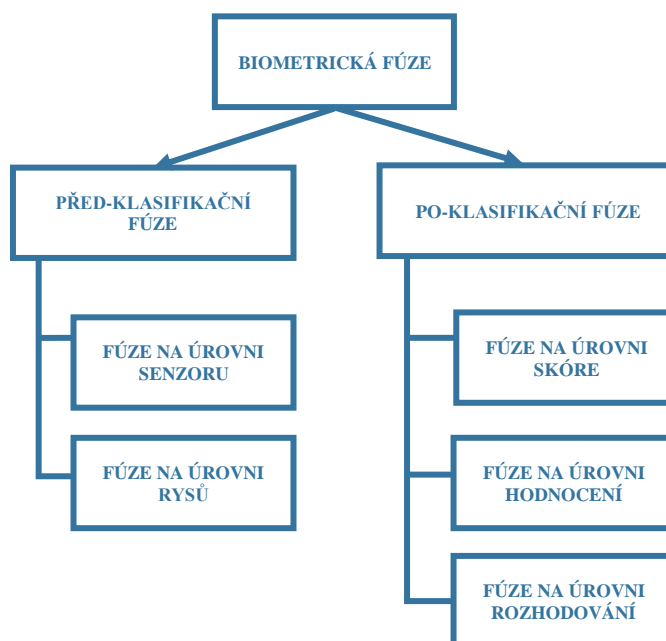 BIOMETRICKÁ FÚZE
PŘED-KLASIFIKAČNÍ
FÚZE
PO-KLASIFIKAČNÍ FÚZE
FÚZE NA ÚROVNI
SENZORU
FÚZE NA ÚROVNI
RYSŮ
FÚZE NA ÚROVNI
SKÓRE
FÚZE NA ÚROVNI
HODNOCENÍ
FÚZE NA ÚROVNI
ROZHODOVÁNÍ